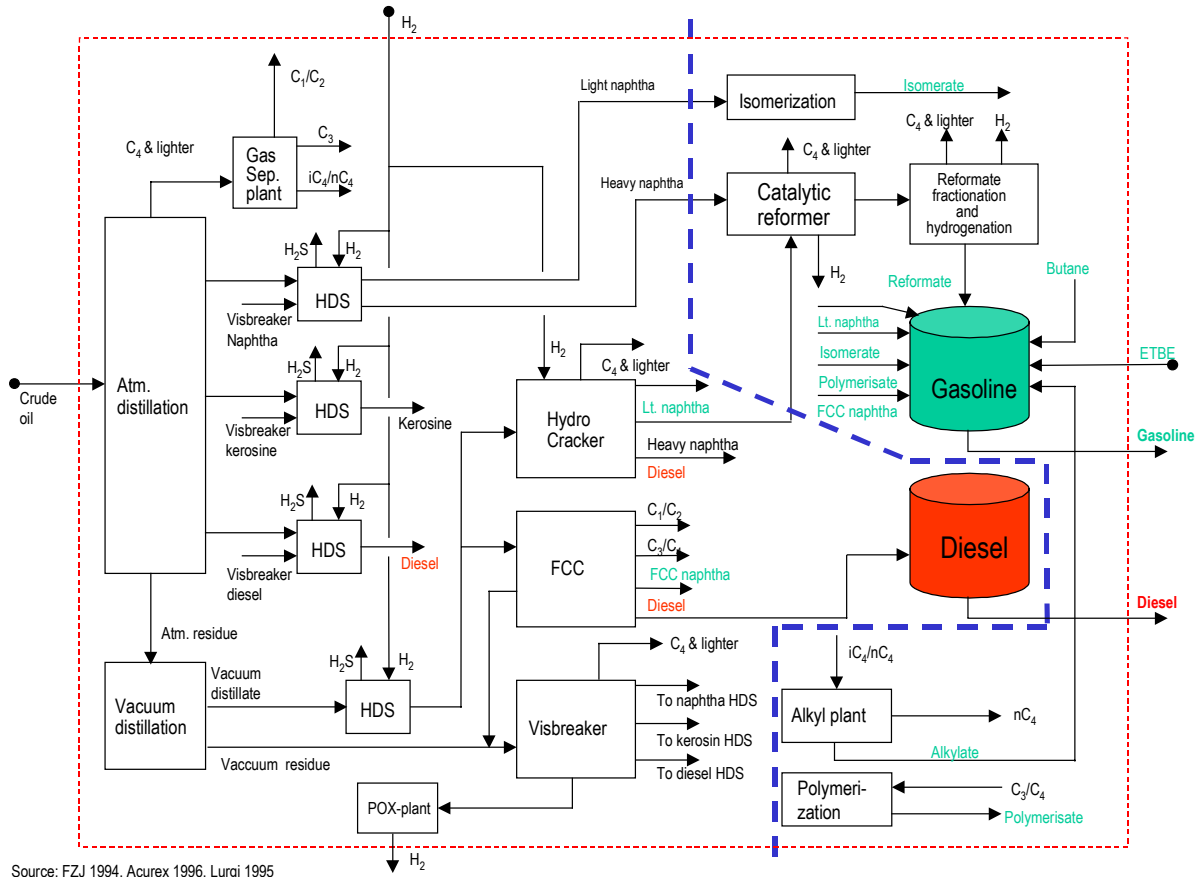 H2
C1/C2
Light naphtha
Isomerization
Isomerate
C4 & lighter
Gas
Sep.
plant
C3
iC4/nC4
C4 & lighter
C4 & lighter
H2
Heavy naphtha
Catalytic
reformer
Reformate
fractionation
and
hydrogenation
H2
H2S
H2
HDS
Visbreaker
Naphtha
Reformate
Butane
Lt. naphtha
Isomerate
Polymerisate
FCC naphtha
Gasoline
ETBE
Gasoline
Crude
oil
Atm.
distillation
H2S
H2
HDS
Visbreaker
kerosine
Kerosine
H2
C4 & lighter
Hydro
Cracker
Lt. naphtha
Heavy naphtha
Diesel
H2S
H2
HDS
Visbreaker
diesel
Diesel
FCC
C1/C2
C3/C4
FCC naphtha
Diesel
Diesel
Diesel
Atm. residue
Vacuum
distillation
Vacuum
distillate
H2S
H2
HDS
Vaccuum residue
C4 & lighter
Visbreaker
To naphtha HDS
To kerosin HDS
To diesel HDS
iC4/nC4
Alkyl plant
nC4
Alkylate
Polymeri-
zation
C3/C4
Polymerisate
POX-plant
H2
Source: FZJ 1994, Acurex 1996, Lurgi 1995